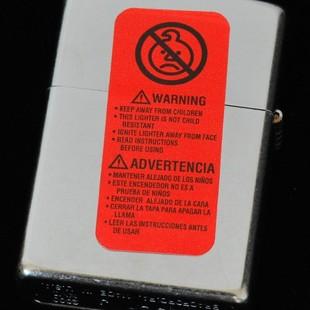 ⚠ WARNING
• KEEP AWAY FROM CHILDREN
• THIS LIGHTER IS NOT CHILD
RESISTANT
• IGNITE LIGHTER AWAY FROM FACE
• READ INSTRUCTIONS
BEFORE USING
⚠ ADVERTENCIA
• MANTENER ALEJADO DE LOS NIÑOS
• ESTE ENCENDEDOR NO ES A
PRUEBA DE NIÑOS
• ENCENDER ALEJADO DE LA CARA
• CERRAR LA TAPA PARA APAGAR LA
LLAMA
• LEER LAS INSTRUCCIONES ANTES
DE USAR